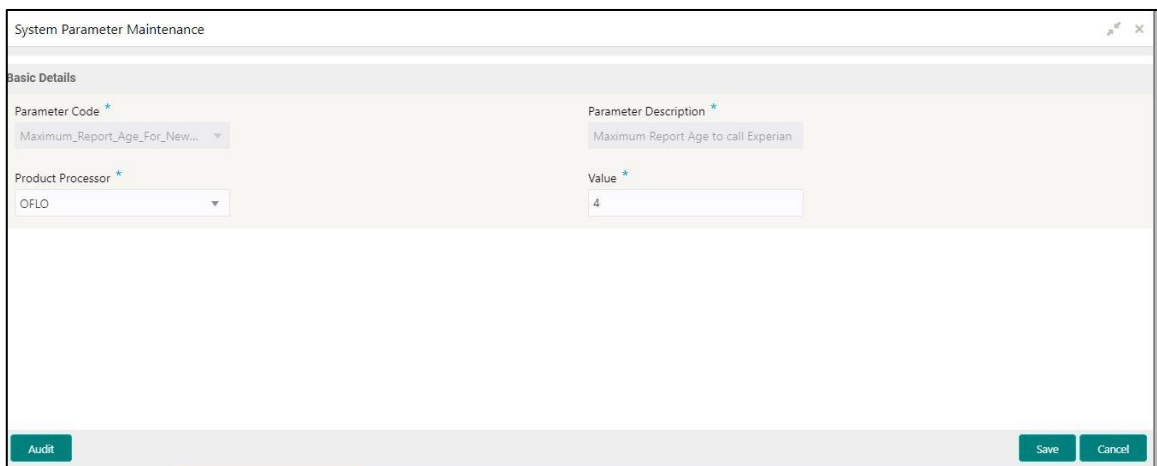 System Parameter Maintenance
Basic Details
Parameter Code *
Parameter Description *
Maximum_Report_Age_For_New...
Maximum Report Age to call Experian
Product Processor *
Value *
OFLO
4
Audit
Save
Cancel